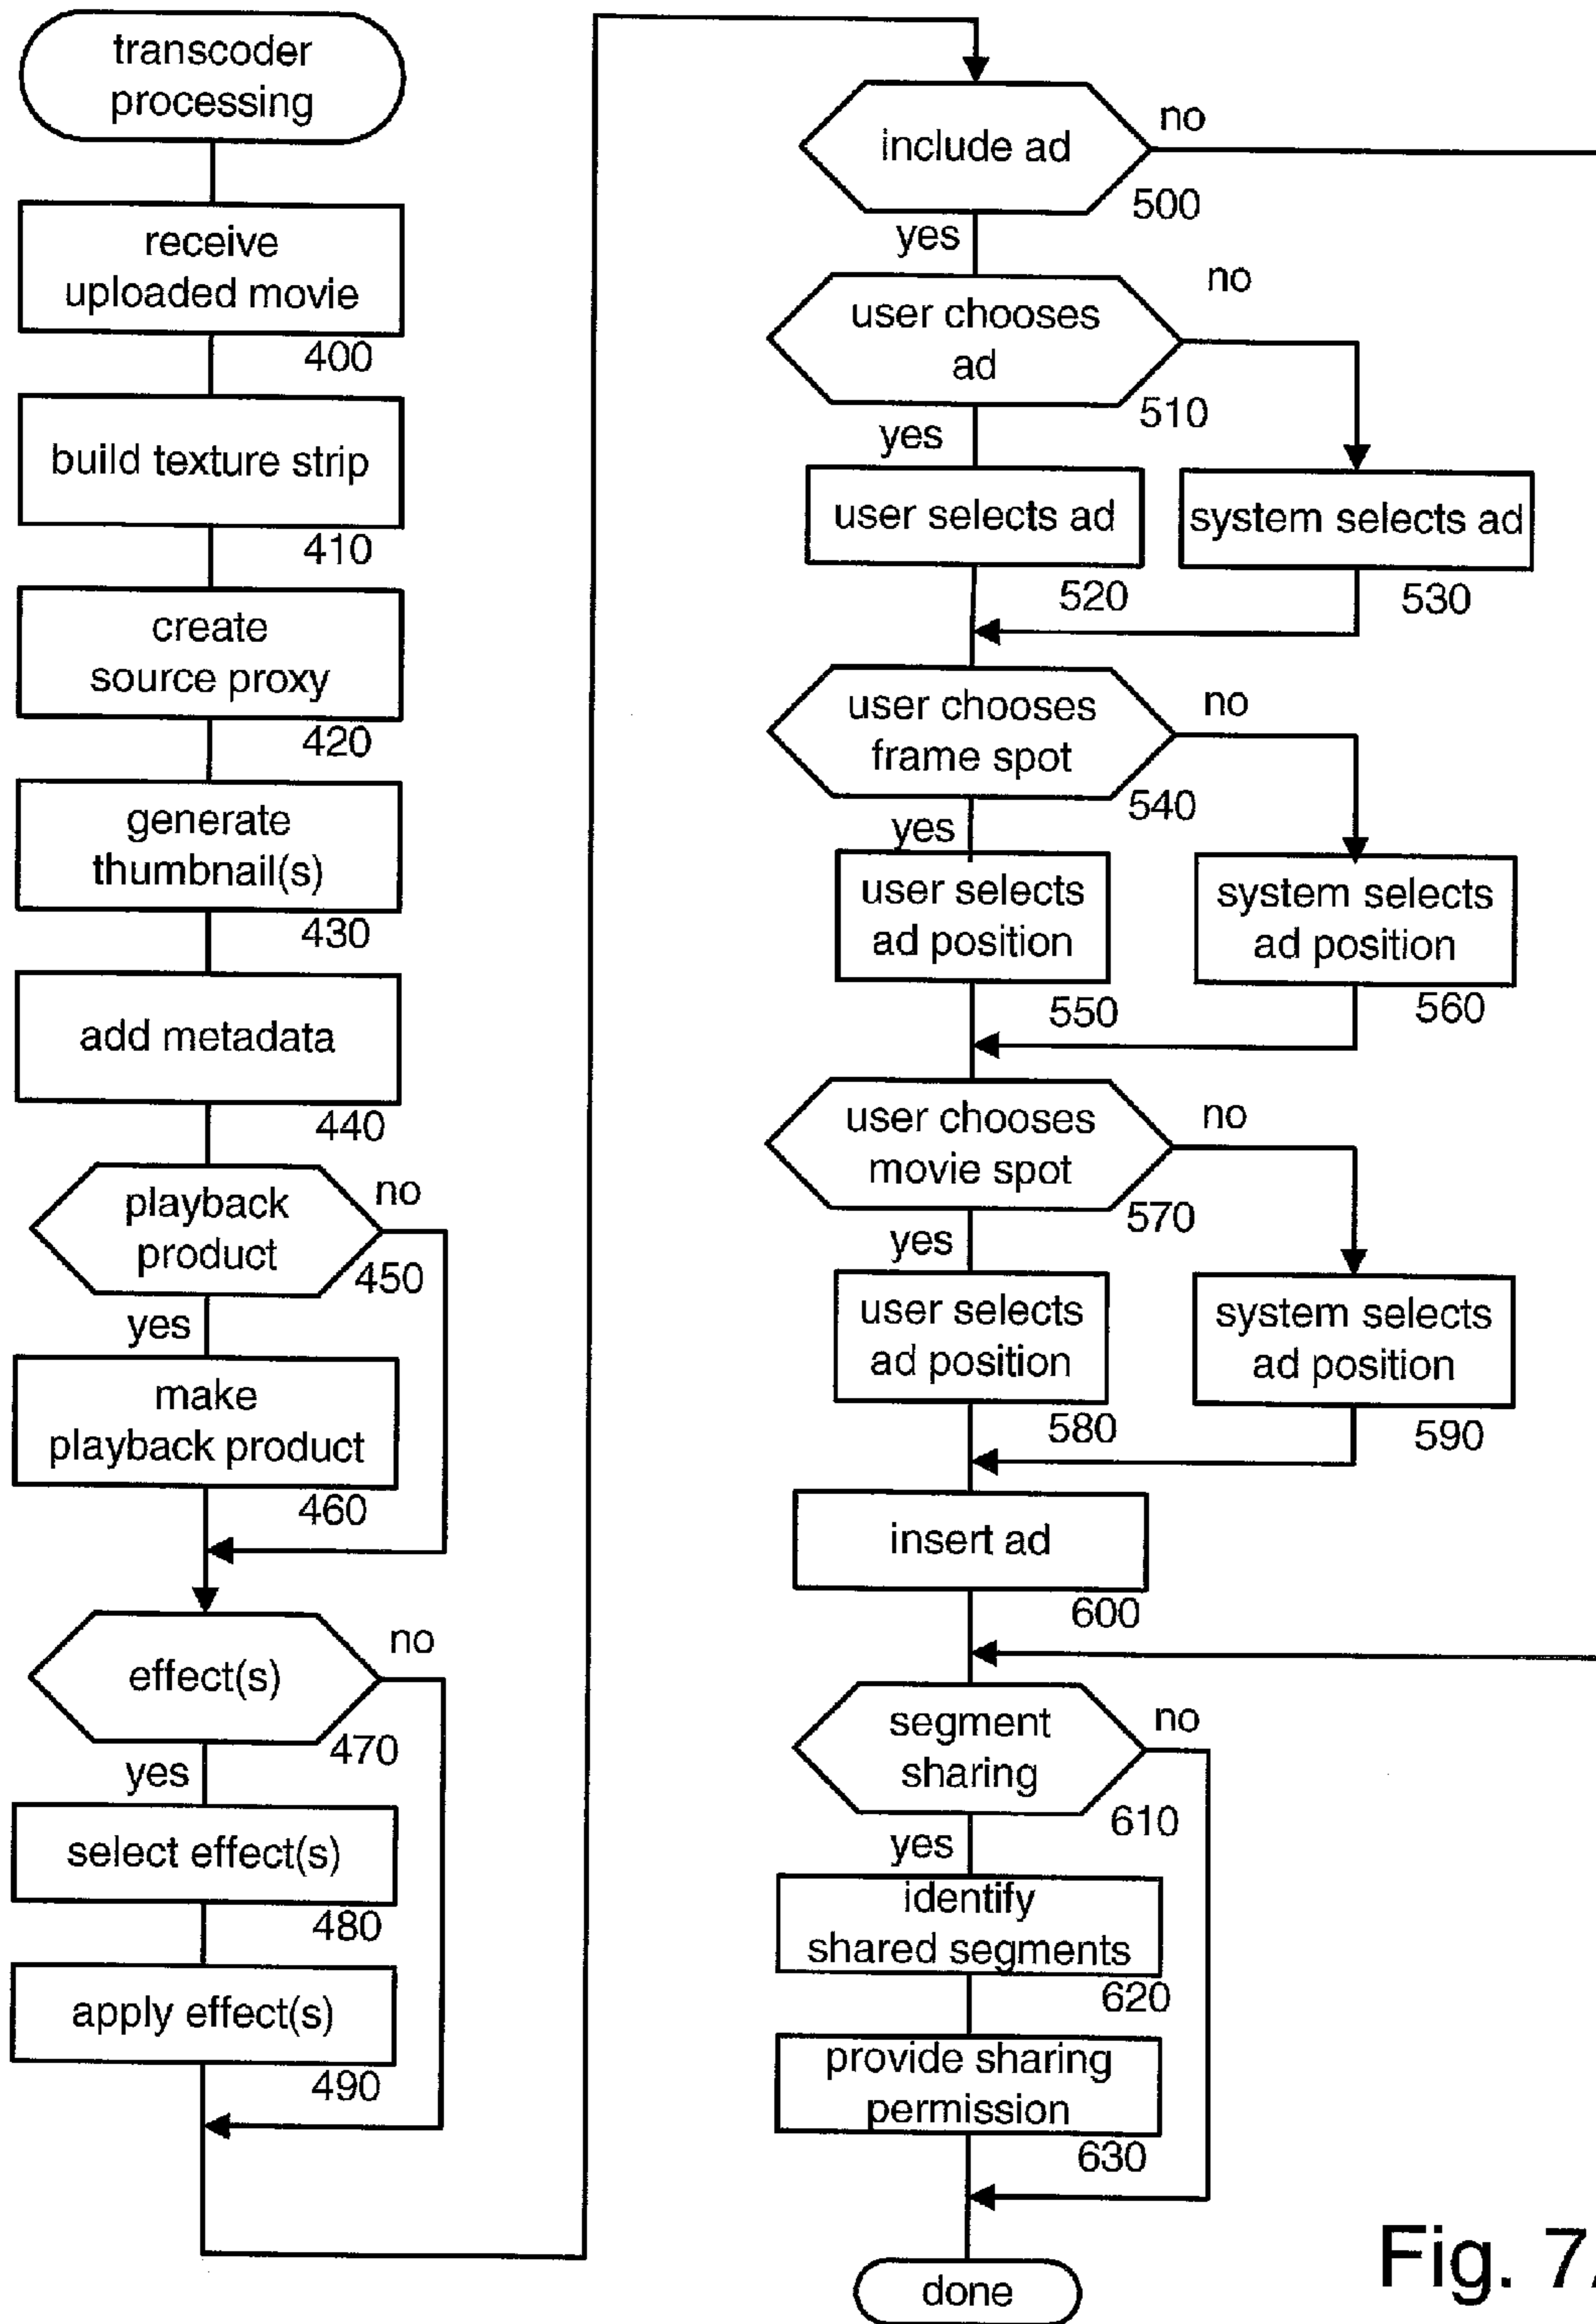 transcoder
processing
receive
uploaded movie
400
build texture strip
410
create
source proxy
420
generate
thumbnail(s)
430
add metadata
440
playback
product
no
450
yes
make
playback product
460
effect(s)
no
470
yes
select effect(s)
480
apply effect(s)
490
include ad
no
500
yes
user chooses
ad
no
510
yes
user selects ad
520
system selects ad
530
user chooses
frame spot
no
540
yes
user selects
ad position
550
system selects
ad position
560
user chooses
movie spot
no
570
yes
user selects
ad position
580
system selects
ad position
590
insert ad
600
segment
sharing
no
610
yes
identify
shared segments
620
provide sharing
permission
630
done
Fig.